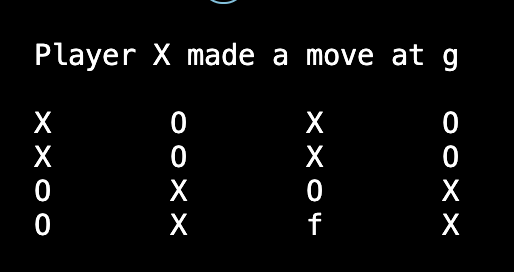 Player X made a move at g
X O X O
X O X O
O X O X
O X f X